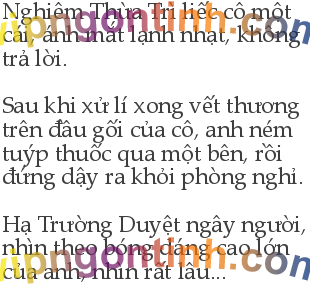 Nghiêm Thừa Trì liếc cô một
cái, ánh mắt lạnh nhạt, không
trả lời.
Sau khi xử lí xong vết thương
trên đầu gối của cô, anh ném
tuýp thuốc qua một bên, rồi
đứng dậy ra khỏi phòng nghỉ.
Hạ Trường Duyệt ngây người,
nhìn theo bóng dáng cao lớn
của anh, nhìn rất lâu...
vipngontinh.com
vipngontinh.com